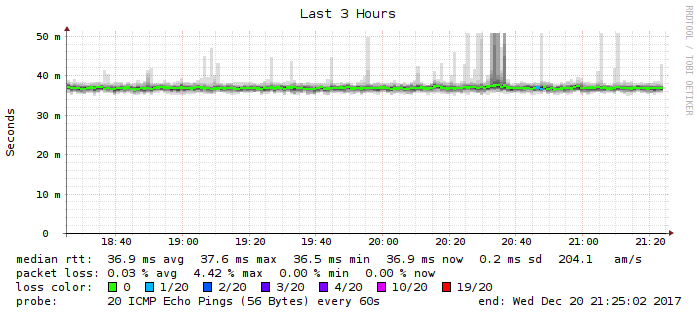 Last 3 Hours
RRDTOOL / TOBI OETIKER
Seconds
50 m
40 m
30 m
20 m
10 m
0
18:40 19:00 19:20 19:40 20:00 20:20 20:40 21:00 21:20
median rtt: 36.9 ms avg 37.6 ms max 36.5 ms min 36.9 ms now 0.2 ms sd 204.1 am/s
packet loss: 0.03 % avg 4.42 % max 0.00 % min 0.00 % now
loss color: 0 1/20 2/20 3/20 4/20 10/20 19/20
probe: 20 ICMP Echo Pings (56 Bytes) every 60s end: Wed Dec 20 21:25:02 2017